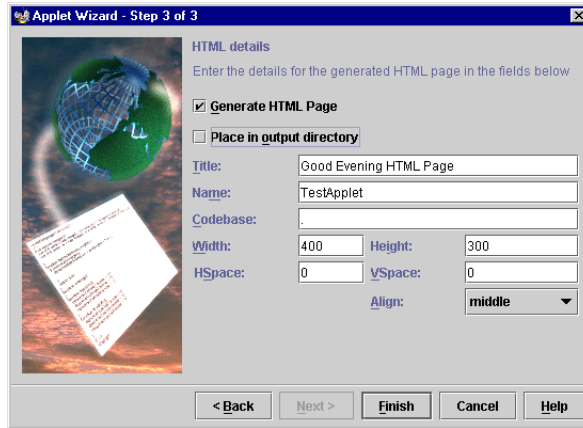 Applet Wizard - Step 3 of 3
HTML details
Enter the details for the generated HTML page in the fields below
Generate HTML Page
Place in output directory
Title: Good Evening HTML Page
Name: TestApplet
Codebase: .
Width: 400 Height: 300
HSpace: 0 VSpace: 0
Align: middle
< Back Next > Finish Cancel Help